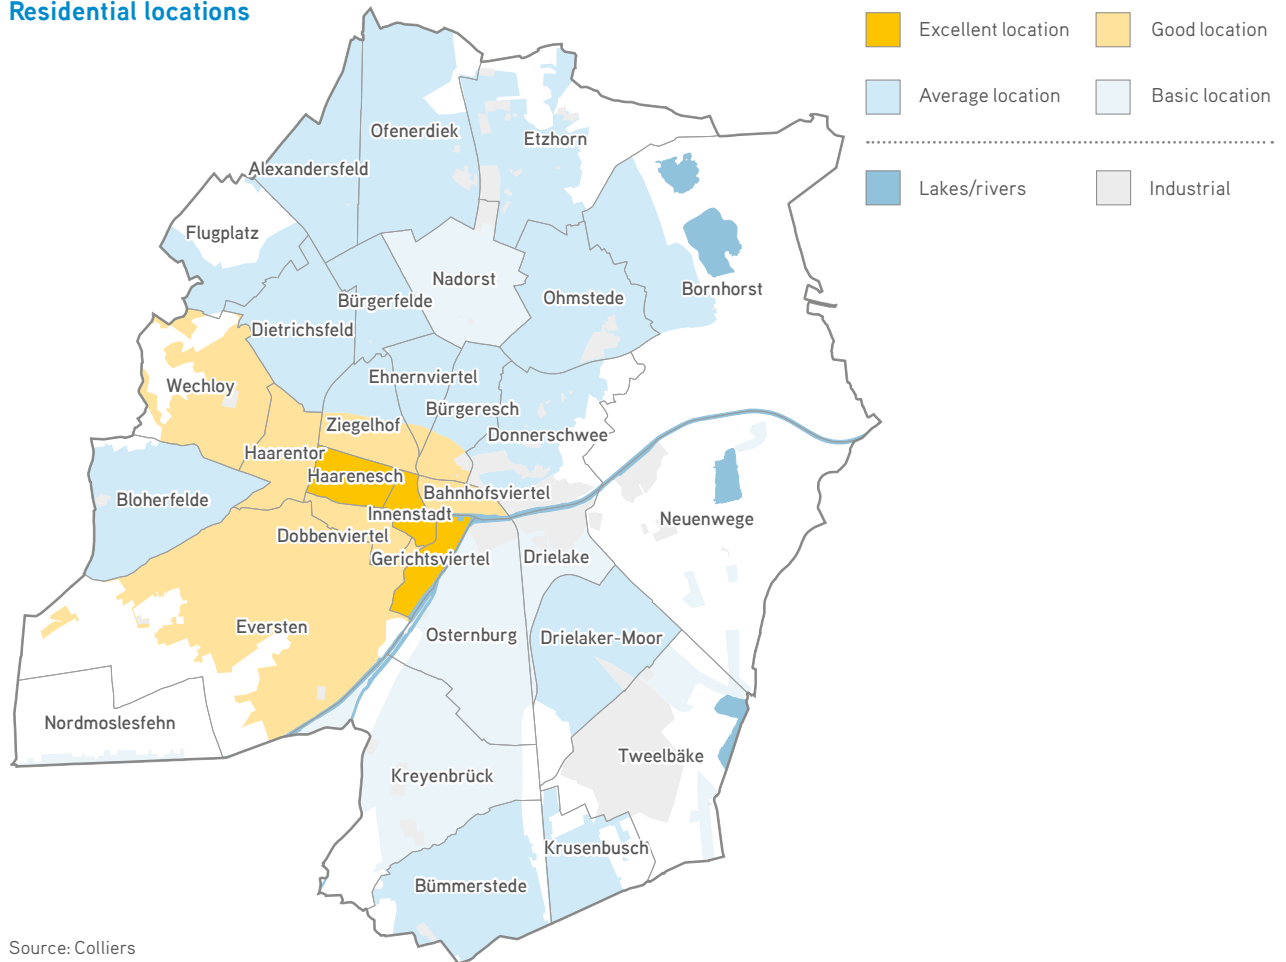 Residential locations
Excellent location
Good location
Average location
Basic location
Lakes/rivers
Industrial
Ofenerdiek
Etzhorn
Alexandersfeld
Flugplatz
Nadorst
Bürgerfelde
Ohmstede
Bornhorst
Dietrichsfeld
Wechloy
Ehnernviertel
Bürgeresch
Ziegelhof
Donnerschwee
Haarentor
Haarenesch
Bloherfelde
Bahnhofsviertel
Innenstadt
Neuenwege
Dobbenviertel
Gerichtsviertel
Drielake
Eversten
Osternburg
Drielaker-Moor
Nordmoslesfehn
Tweelbäke
Kreyenbrück
Krusenbusch
Bümmerstede
Source: Colliers